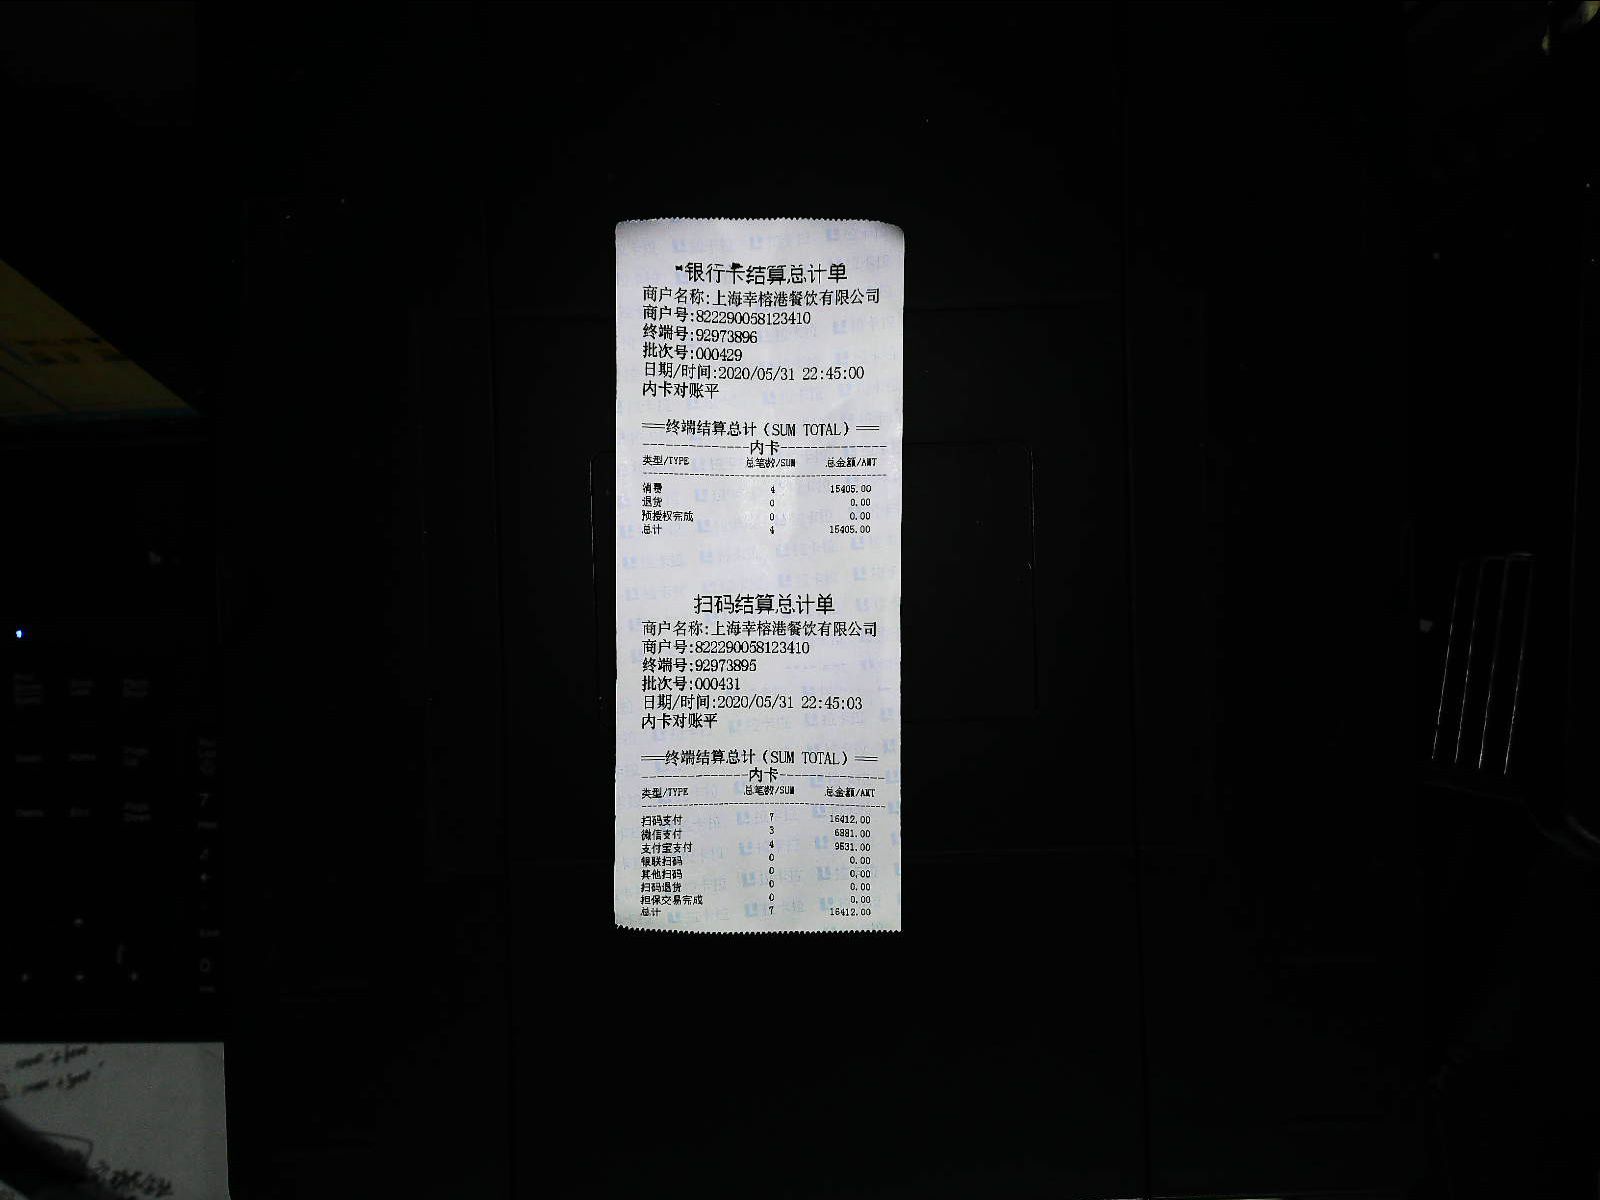 银行卡结算总计单
商户名称:上海幸榕港餐饮有限公司
商户号:822290058123410
终端号:92973896
批次号:000429
日期/时间:2020/05/31 22:45:00
内卡对账平
==终端结算总计(SUM TOTAL)==
内卡
类型/TYPE 总笔数/SUM 总金额/AMT
消费 4 15405.00
退货 0 0.00
预授权完成 0 0.00
总计 4 15405.00
扫码结算总计单
商户名称:上海幸榕港餐饮有限公司
商户号:822290058123410
终端号:92973895
批次号:000431
日期/时间:2020/05/31 22:45:03
内卡对账平
==终端结算总计(SUM TOTAL)==
内卡
类型/TYPE 总笔数/SUM 总金额/AMT
扫码支付 7 16412.00
微信支付 3 6881.00
支付宝支付 4 9531.00
银联扫码 0 0.00
其他扫码 0 0.00
扫码退货 0 0.00
担保交易完成 0 0.00
总计 7 16412.00